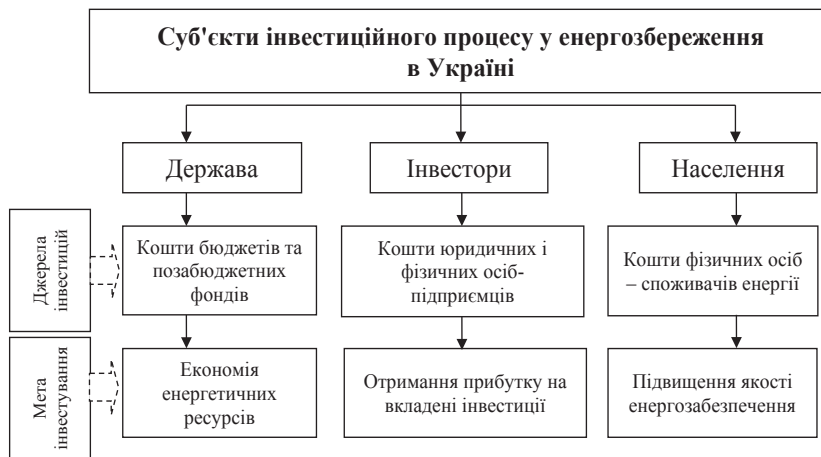 Суб'єкти інвестиційного процесу у енергозбереження
в Україні
Держава
Інвестори
Населення
Джерела
інвестицій
Кошти бюджетів та
позабюджетних
фондів
Кошти юридичних і
фізичних осіб-
підприємців
Кошти фізичних осіб
– споживачів енергії
Мета
інвестування
Економія
енергетичних
ресурсів
Отримання прибутку на
вкладені інвестиції
Підвищення якості
енергозабезпечення